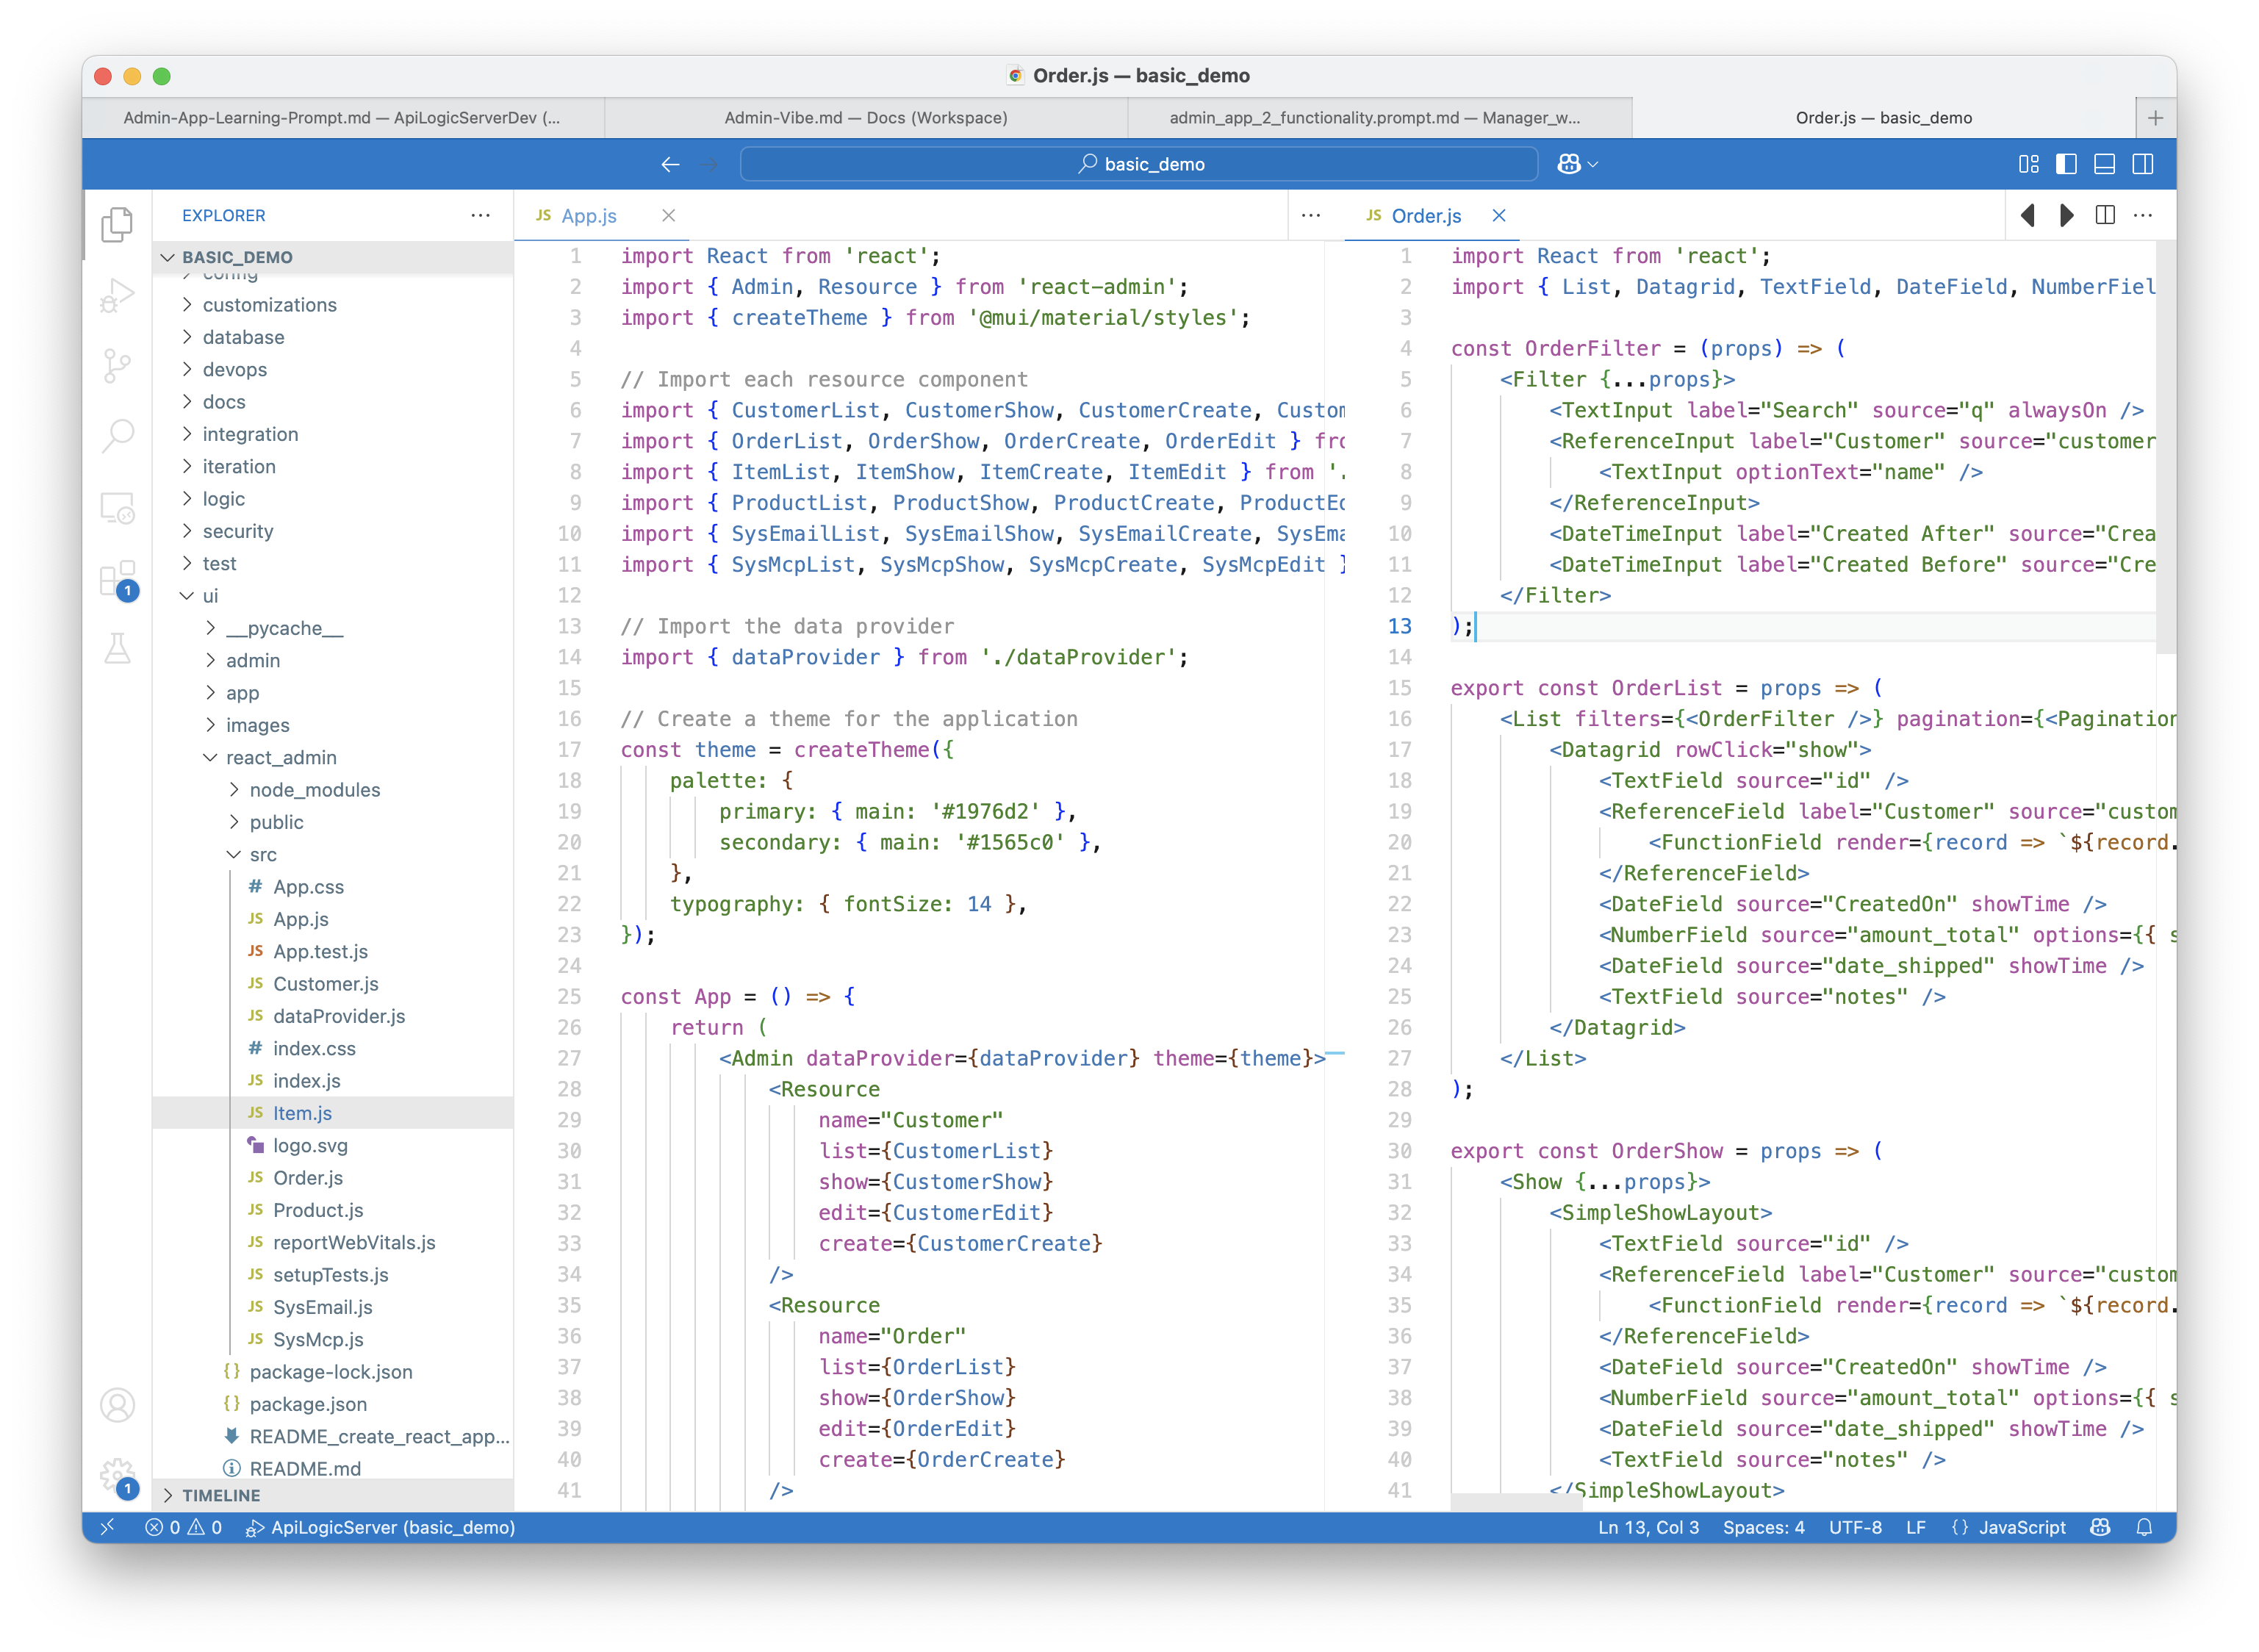 Order.js — basic_demo
Admin-App-Learning-Prompt.md — ApiLogicServerDev (...
Admin-Vibe.md — Docs (Workspace)
admin_app_2_functionality.prompt.md — Manager_w...
Order.js — basic_demo
basic_demo
EXPLORER
BASIC_DEMO
config
customizations
database
devops
docs
integration
iteration
logic
security
test
ui
__pycache__
admin
app
images
react_admin
node_modules
public
src
# App.css
JS App.js
JS App.test.js
JS Customer.js
JS dataProvider.js
# index.css
JS index.js
JS Item.js
logo.svg
JS Order.js
JS Product.js
JS reportWebVitals.js
JS setupTests.js
JS SysEmail.js
JS SysMcp.js
{} package-lock.json
{} package.json
README_create_react_app...
README.md
TIMELINE
1
1
JS App.js
1 import React from 'react';
2 import { Admin, Resource } from 'react-admin';
3 import { createTheme } from '@mui/material/styles';
4
5 // Import each resource component
6 import { CustomerList, CustomerShow, CustomerCreate, Custom
7 import { OrderList, OrderShow, OrderCreate, OrderEdit } fro
8 import { ItemList, ItemShow, ItemCreate, ItemEdit } from '.
9 import { ProductList, ProductShow, ProductCreate, ProductEd
10 import { SysEmailList, SysEmailShow, SysEmailCreate, SysEma
11 import { SysMcpList, SysMcpShow, SysMcpCreate, SysMcpEdit }
12
13 // Import the data provider
14 import { dataProvider } from './dataProvider';
15
16 // Create a theme for the application
17 const theme = createTheme({
18 palette: {
19 primary: { main: '#1976d2' },
20 secondary: { main: '#1565c0' },
21 },
22 typography: { fontSize: 14 },
23 });
24
25 const App = () => {
26 return (
27 <Admin dataProvider={dataProvider} theme={theme}>
28 <Resource
29 name="Customer"
30 list={CustomerList}
31 show={CustomerShow}
32 edit={CustomerEdit}
33 create={CustomerCreate}
34 />
35 <Resource
36 name="Order"
37 list={OrderList}
38 show={OrderShow}
39 edit={OrderEdit}
40 create={OrderCreate}
41 />
JS Order.js
1 import React from 'react';
2 import { List, Datagrid, TextField, DateField, NumberFiel
3
4 const OrderFilter = (props) => (
5 <Filter {...props}>
6 <TextInput label="Search" source="q" alwaysOn />
7 <ReferenceInput label="Customer" source="customer
8 <TextInput optionText="name" />
9 </ReferenceInput>
10 <DateTimeInput label="Created After" source="Crea
11 <DateTimeInput label="Created Before" source="Cre
12 </Filter>
13 );
14
15 export const OrderList = props => (
16 <List filters={<OrderFilter />} pagination={<Pagination
17 <Datagrid rowClick="show">
18 <TextField source="id" />
19 <ReferenceField label="Customer" source="custom
20 <FunctionField render={record => `${record.
21 </ReferenceField>
22 <DateField source="CreatedOn" showTime />
23 <NumberField source="amount_total" options={{ s
24 <DateField source="date_shipped" showTime />
25 <TextField source="notes" />
26 </Datagrid>
27 </List>
28 );
29
30 export const OrderShow = props => (
31 <Show {...props}>
32 <SimpleShowLayout>
33 <TextField source="id" />
34 <ReferenceField label="Customer" source="custom
35 <FunctionField render={record => `${record.
36 </ReferenceField>
37 <DateField source="CreatedOn" showTime />
38 <NumberField source="amount_total" options={{ s
39 <DateField source="date_shipped" showTime />
40 <TextField source="notes" />
41 </SimpleShowLayout>
0 0 ApiLogicServer (basic_demo)
Ln 13, Col 3 Spaces: 4 UTF-8 LF {} JavaScript